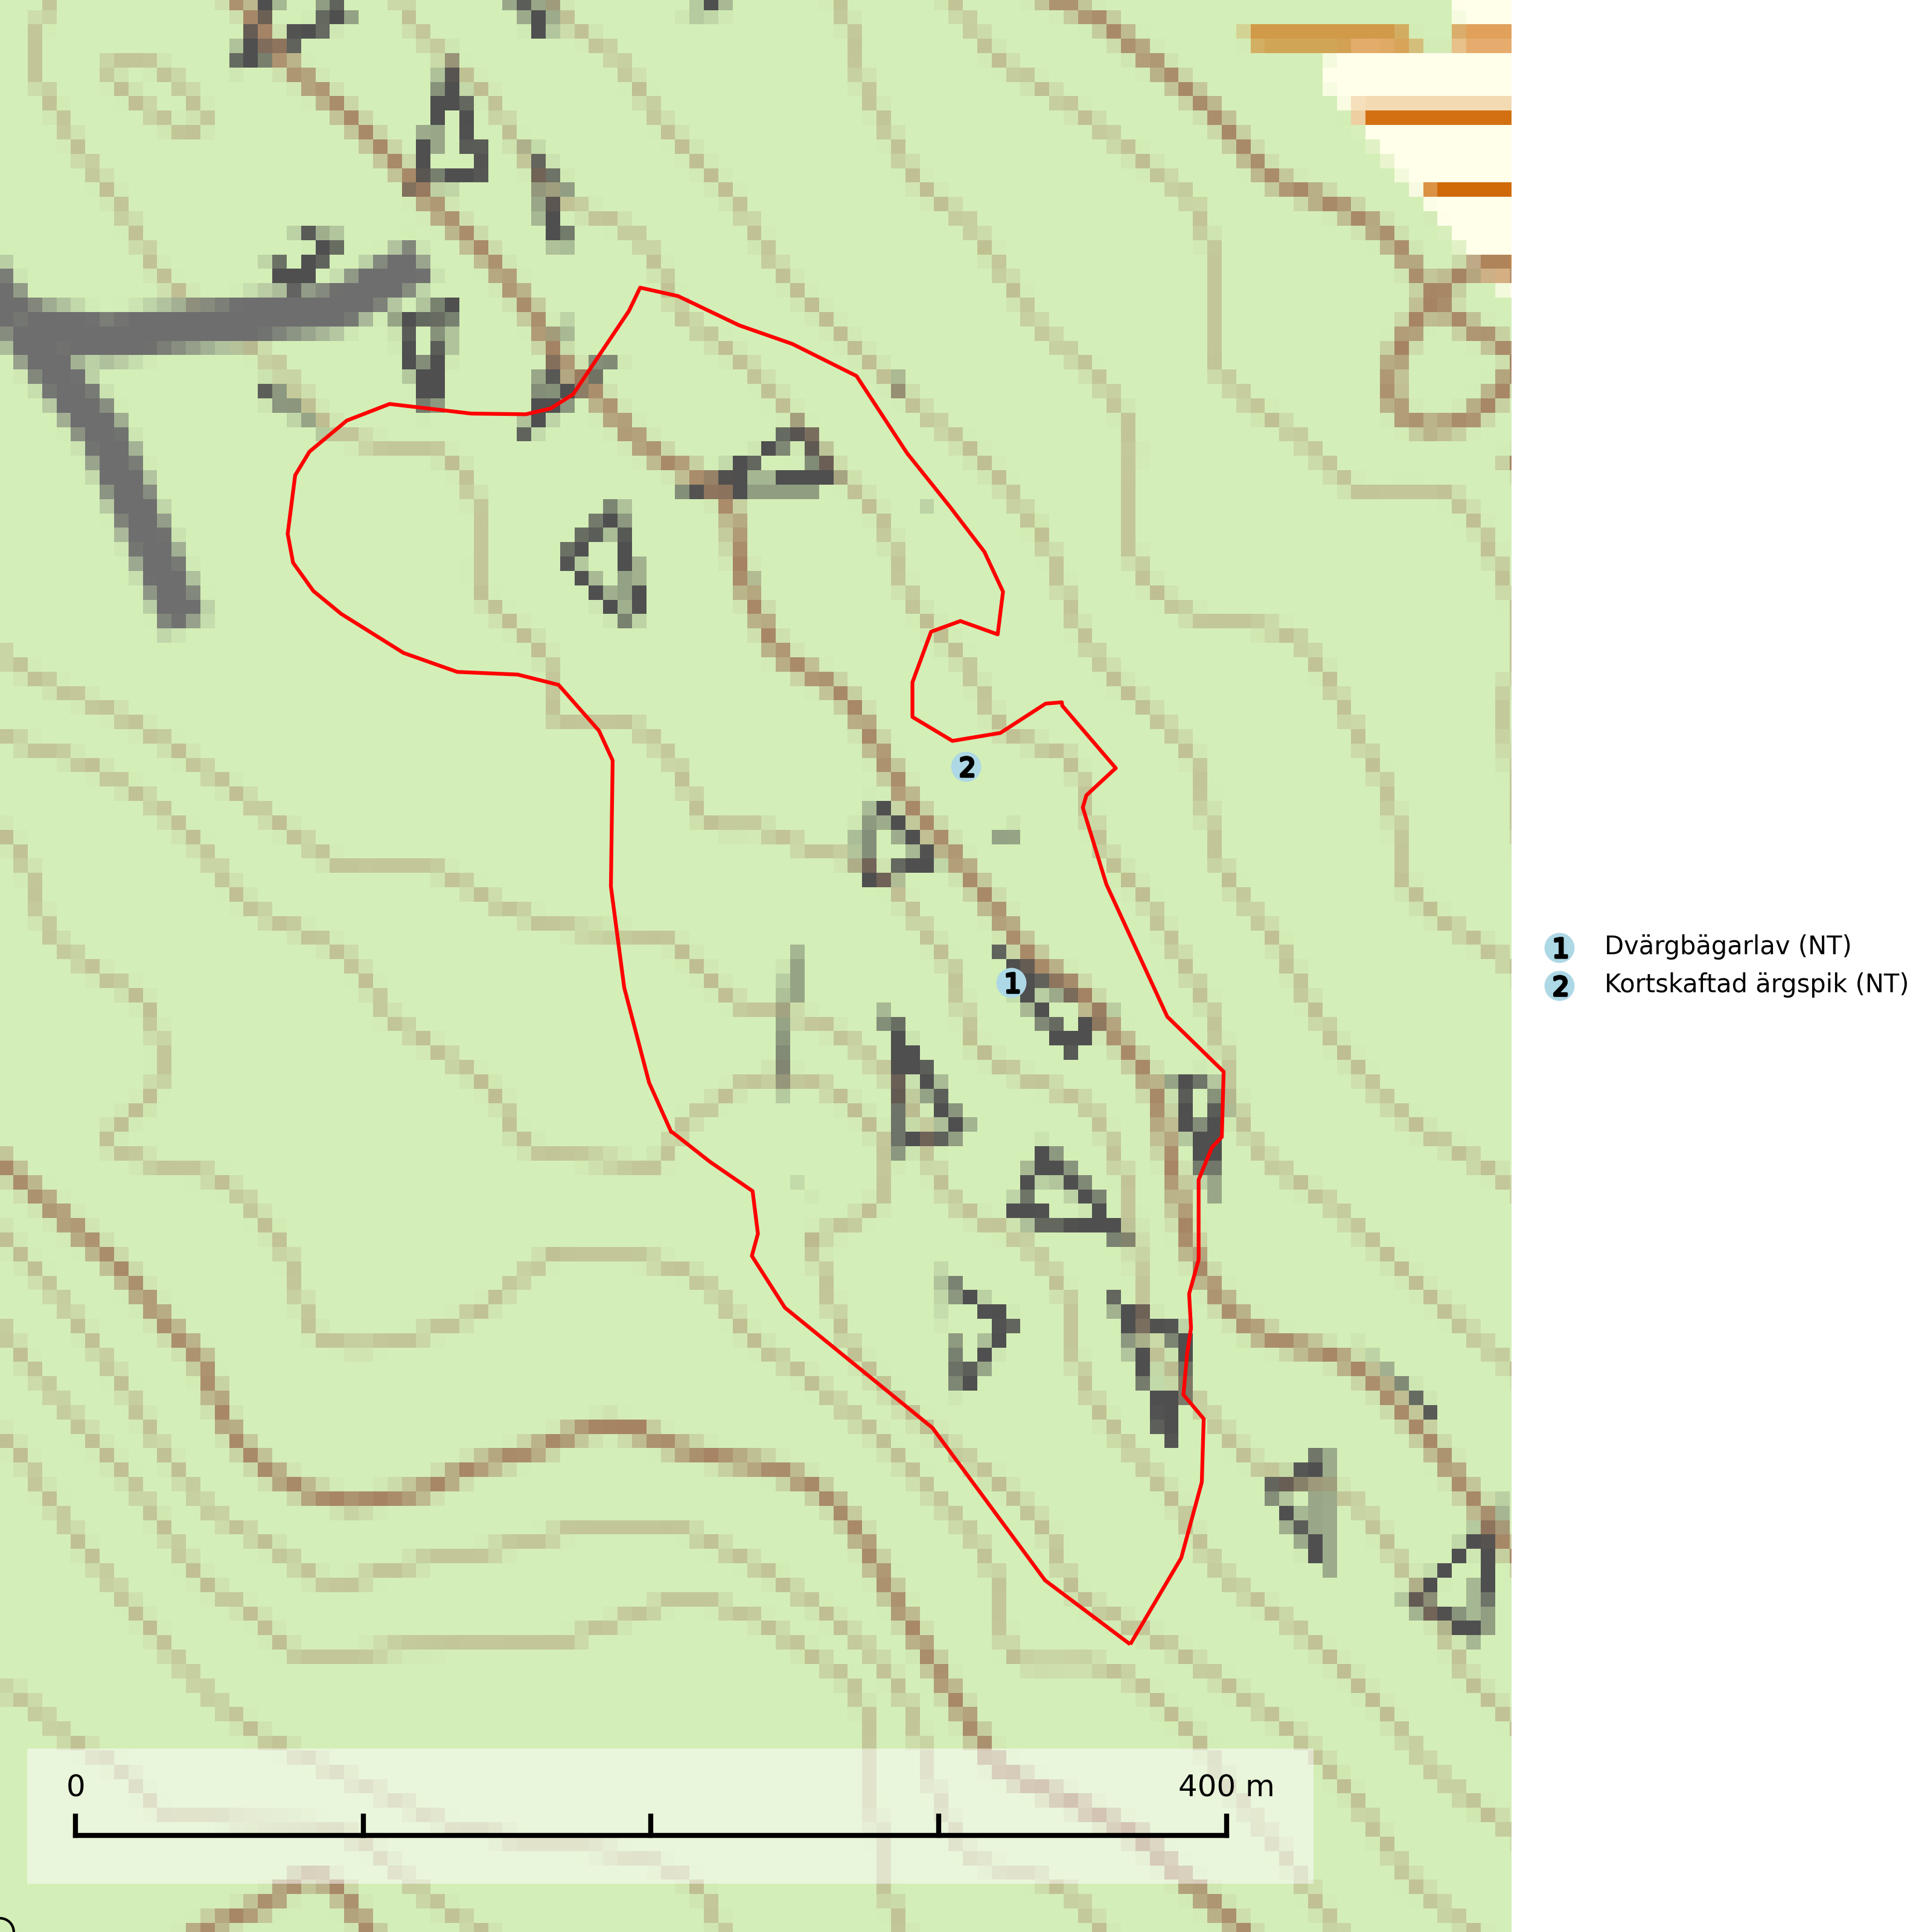 2
1
1 Dvärgbägarlav (NT)
2 Kortskaftad ärgspik (NT)
0 400 m